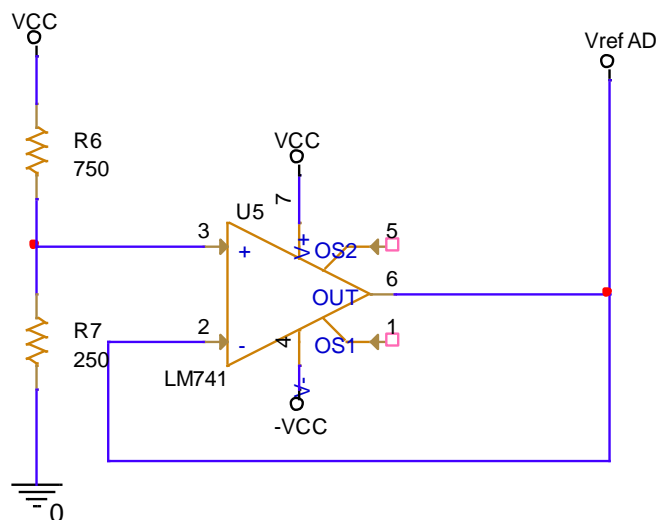 VCC
Vref AD
R6
750
VCC
7
U5
V+
3
+
OS2
5
OUT
6
R7
250
2
-
4
OS1
1
LM741
V-
-VCC
0